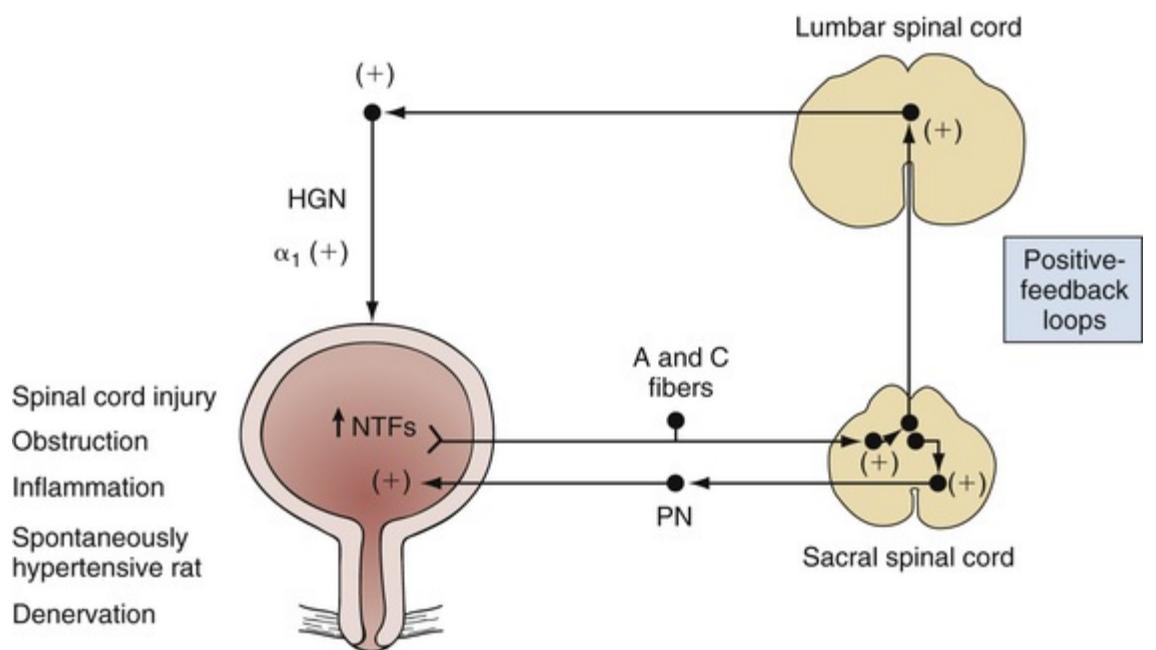 Lumbar spinal cord
(+)
(+)
HGN
α₁ (+)
Positive-
feedback
loops
A and C
fibers
Spinal cord injury
↑ NTFs
Obstruction
(+)
Inflammation
(+)
(+)
PN
Spontaneously
hypertensive rat
Sacral spinal cord
Denervation